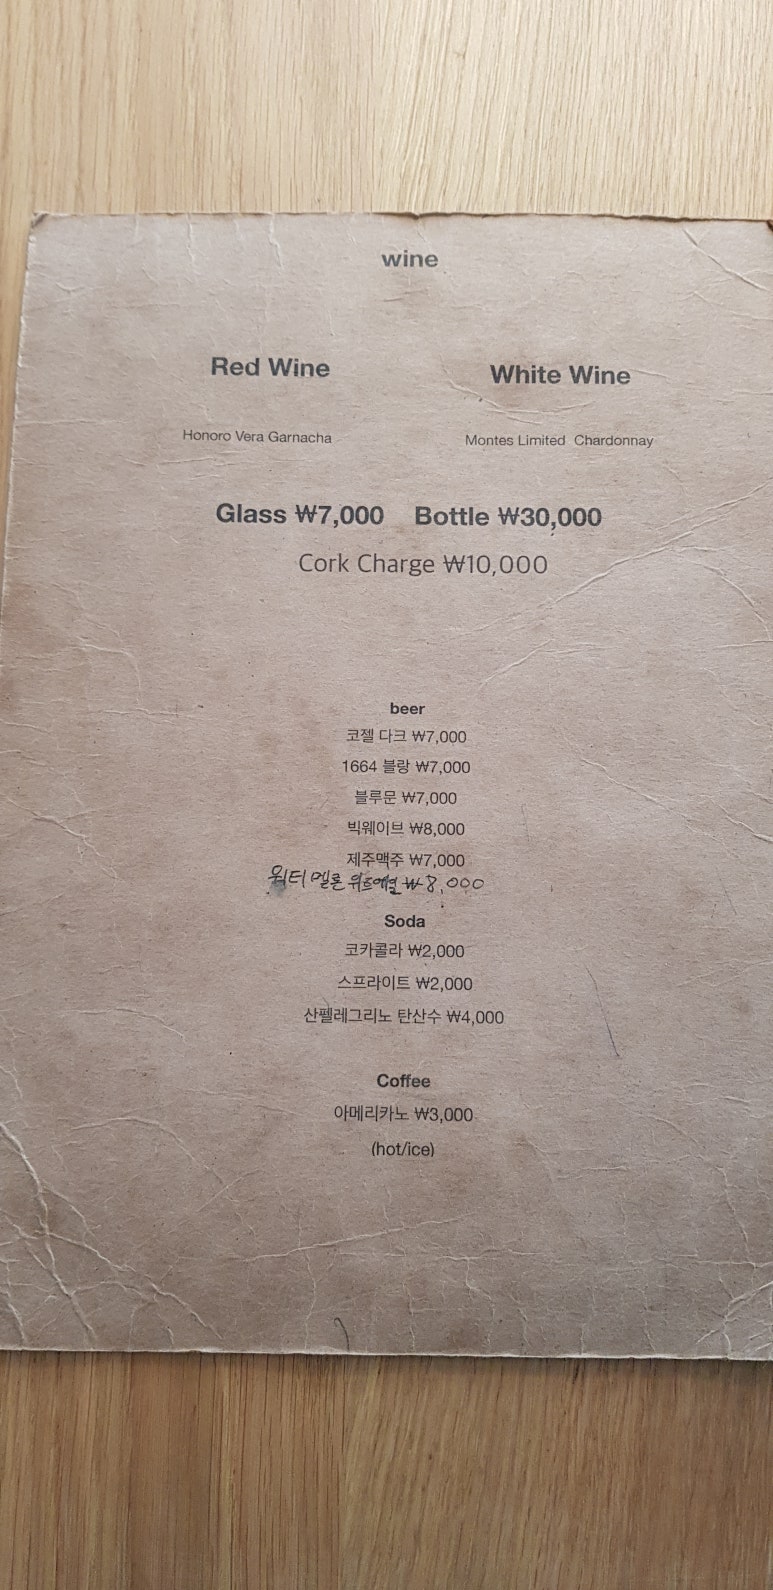 wine
Red Wine White Wine
Honoro Vera Garnacha Montes Limited Chardonnay
Glass ₩7,000 Bottle ₩30,000
Cork Charge ₩10,000
beer
코젤 다크 ₩7,000
1664 블랑 ₩7,000
블루문 ₩7,000
빅웨이브 ₩8,000
제주맥주 ₩7,000
워터멜론 위트에일 ₩8,000
Soda
코카콜라 ₩2,000
스프라이트 ₩2,000
산펠레그리노 탄산수 ₩4,000
Coffee
아메리카노 ₩3,000
(hot/ice)